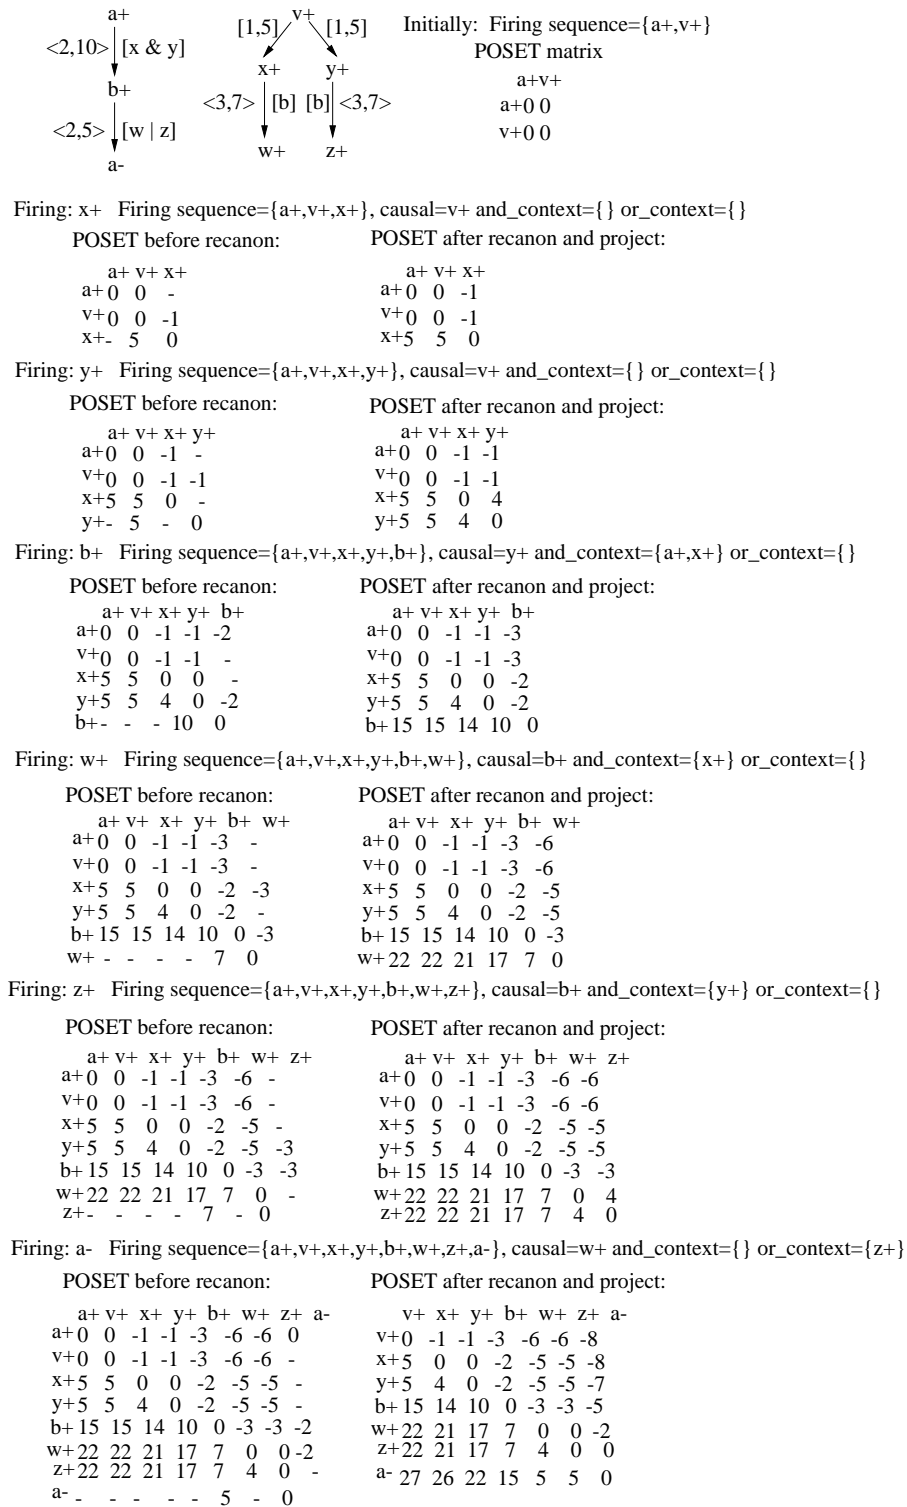 a+ v+ Initially: Firing sequence={a+,v+}
[1,5] [1,5]
<2,10> [x & y] POSET matrix
x+ y+
b+ a+v+
<3,7> [b] [b] <3,7> a+0 0
<2,5> [w | z] v+0 0
w+ z+
a-
Firing: x+ Firing sequence={a+,v+,x+}, causal=v+ and_context={} or_context={}
POSET before recanon: POSET after recanon and project:
a+ v+ x+ a+ v+ x+
a+0 0 - a+0 0 -1
v+0 0 -1 v+0 0 -1
x+- 5 0 x+5 5 0
Firing: y+ Firing sequence={a+,v+,x+,y+}, causal=v+ and_context={} or_context={}
POSET before recanon: POSET after recanon and project:
a+ v+ x+ y+ a+ v+ x+ y+
a+0 0 -1 - a+0 0 -1 -1
v+0 0 -1 -1 v+0 0 -1 -1
x+5 5 0 - x+5 5 0 4
y+- 5 - 0 y+5 5 4 0
Firing: b+ Firing sequence={a+,v+,x+,y+,b+}, causal=y+ and_context={a+,x+} or_context={}
POSET before recanon: POSET after recanon and project:
a+ v+ x+ y+ b+ a+ v+ x+ y+ b+
a+0 0 -1 -1 -2 a+0 0 -1 -1 -3
v+0 0 -1 -1 - v+0 0 -1 -1 -3
x+5 5 0 0 - x+5 5 0 0 -2
y+5 5 4 0 -2 y+5 5 4 0 -2
b+- - - 10 0 b+15 15 14 10 0
Firing: w+ Firing sequence={a+,v+,x+,y+,b+,w+}, causal=b+ and_context={x+} or_context={}
POSET before recanon: POSET after recanon and project:
a+ v+ x+ y+ b+ w+ a+ v+ x+ y+ b+ w+
a+0 0 -1 -1 -3 - a+0 0 -1 -1 -3 -6
v+0 0 -1 -1 -3 - v+0 0 -1 -1 -3 -6
x+5 5 0 0 -2 -3 x+5 5 0 0 -2 -5
y+5 5 4 0 -2 - y+5 5 4 0 -2 -5
b+15 15 14 10 0 -3 b+15 15 14 10 0 -3
w+ - - - - 7 0 w+22 22 21 17 7 0
Firing: z+ Firing sequence={a+,v+,x+,y+,b+,w+,z+}, causal=b+ and_context={y+} or_context={}
POSET before recanon: POSET after recanon and project:
a+ v+ x+ y+ b+ w+ z+ a+ v+ x+ y+ b+ w+ z+
a+0 0 -1 -1 -3 -6 - a+0 0 -1 -1 -3 -6 -6
v+0 0 -1 -1 -3 -6 - v+0 0 -1 -1 -3 -6 -6
x+5 5 0 0 -2 -5 - x+5 5 0 0 -2 -5 -5
y+5 5 4 0 -2 -5 -3 y+5 5 4 0 -2 -5 -5
b+15 15 14 10 0 -3 -3 b+15 15 14 10 0 -3 -3
w+22 22 21 17 7 0 - w+22 22 21 17 7 0 4
z+- - - - 7 - 0 z+22 22 21 17 7 4 0
Firing: a- Firing sequence={a+,v+,x+,y+,b+,w+,z+,a-}, causal=w+ and_context={} or_context={z+}
POSET before recanon: POSET after recanon and project:
a+ v+ x+ y+ b+ w+ z+ a- v+ x+ y+ b+ w+ z+ a-
a+0 0 -1 -1 -3 -6 -6 0 v+0 -1 -1 -3 -6 -6 -8
v+0 0 -1 -1 -3 -6 -6 - x+5 0 0 -2 -5 -5 -8
x+5 5 0 0 -2 -5 -5 - y+5 4 0 -2 -5 -5 -7
y+5 5 4 0 -2 -5 -5 - b+15 14 10 0 -3 -3 -5
b+15 15 14 10 0 -3 -3 -2 w+22 21 17 7 0 0 -2
w+22 22 21 17 7 0 0 -2 z+22 21 17 7 4 0 0
z+22 22 21 17 7 4 0 - a- 27 26 22 15 5 5 0
a- - - - - - 5 - 0